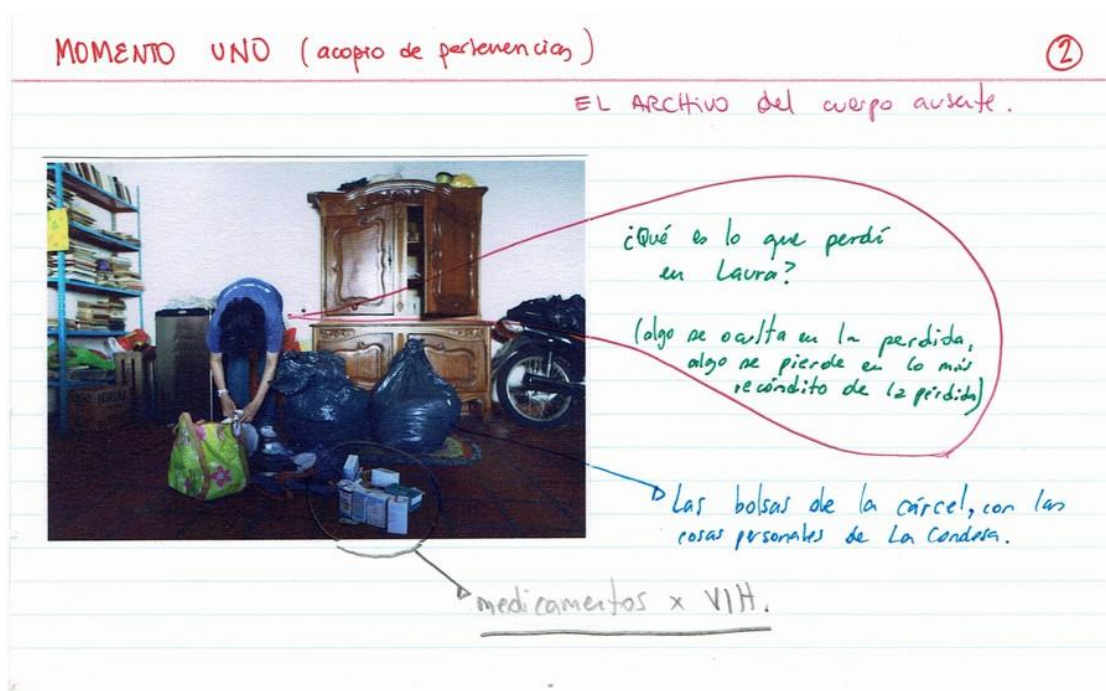 MOMENTO UNO (acopio de pertenencias)
2
EL ARCHIVO del cuerpo ausente.
¿Qué es lo que perdí
en Laura?
(algo se oculta en la perdida,
algo se pierde en lo más
recóndito de la pérdida)
Las bolsas de la cárcel, con las
cosas personales de La Condesa.
medicamentos x VIH.